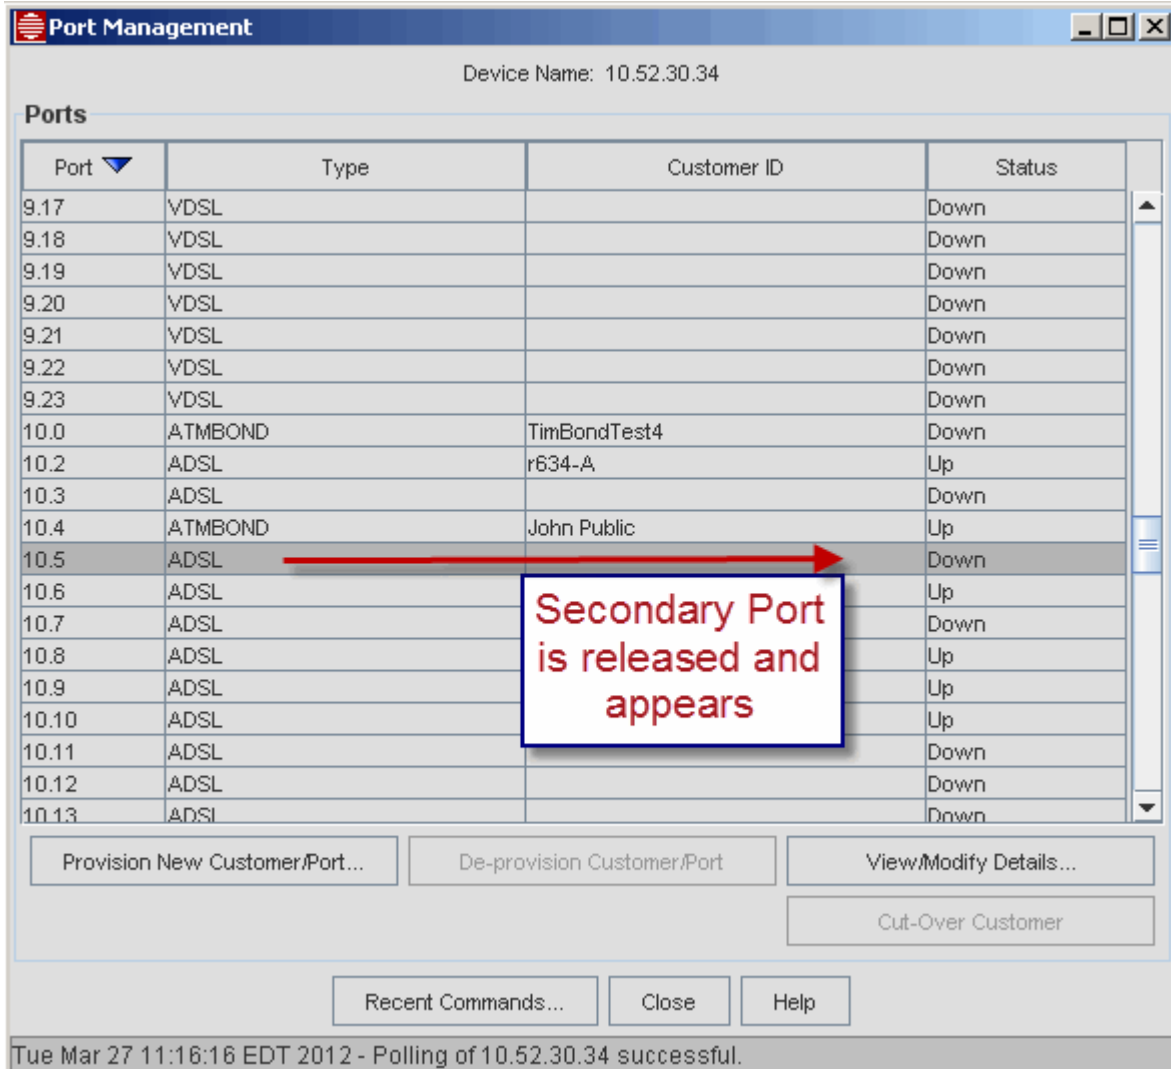 Port Management
Device Name: 10.52.30.34
Ports
Port Type Customer ID Status
9.17 VDSL Down
9.18 VDSL Down
9.19 VDSL Down
9.20 VDSL Down
9.21 VDSL Down
9.22 VDSL Down
9.23 VDSL Down
10.0 ATMBOND TimBondTest4 Down
10.2 ADSL r634-A Up
10.3 ADSL Down
10.4 ATMBOND John Public Up
10.5 ADSL Down
10.6 ADSL Up
10.7 ADSL Down
10.8 ADSL Up
10.9 ADSL Up
10.10 ADSL Up
10.11 ADSL Down
10.12 ADSL Down
10.13 ADSL Down
Secondary Port
is released and
appears
Provision New Customer/Port... De-provision Customer/Port View/Modify Details...
Cut-Over Customer
Recent Commands... Close Help
Tue Mar 27 11:16:16 EDT 2012 - Polling of 10.52.30.34 successful.